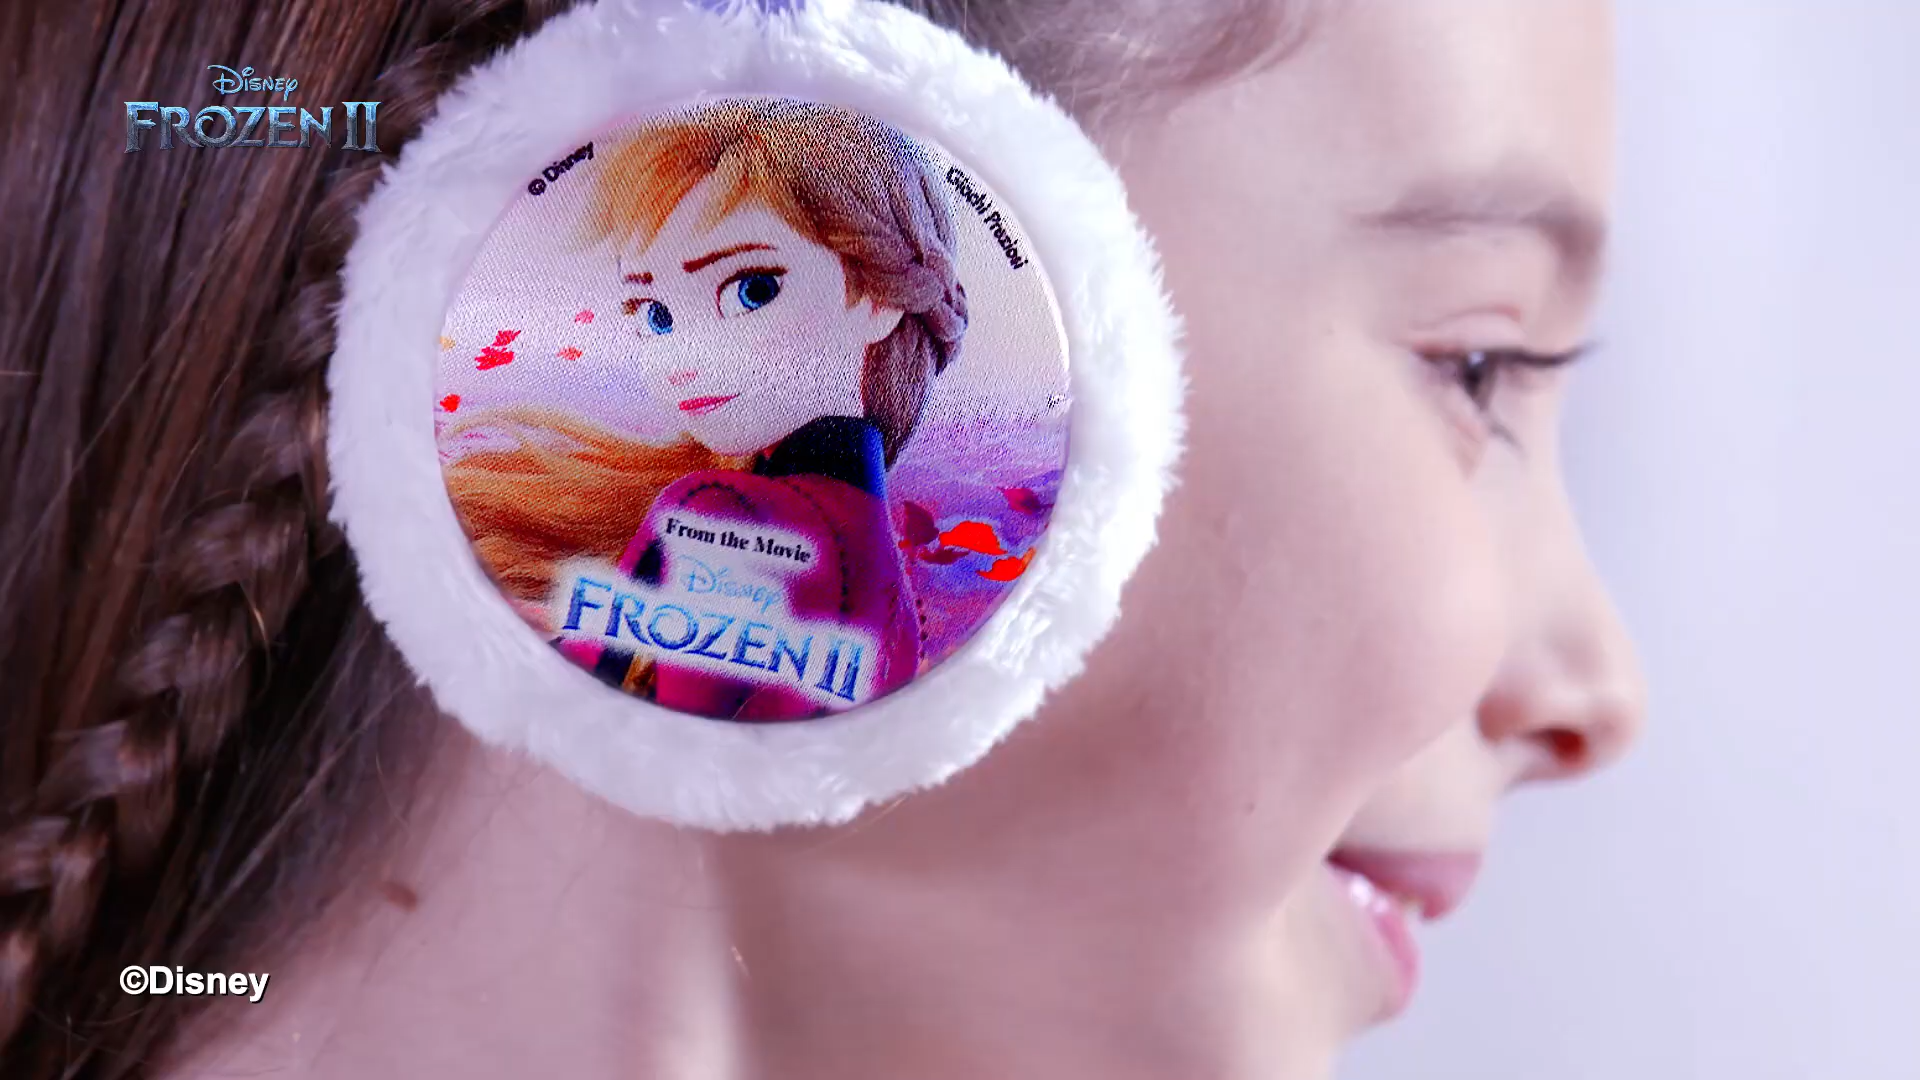 Disney
FROZEN II
© Disney
Giochi Preziosi
From the Movie
Disney
FROZEN II
©Disney